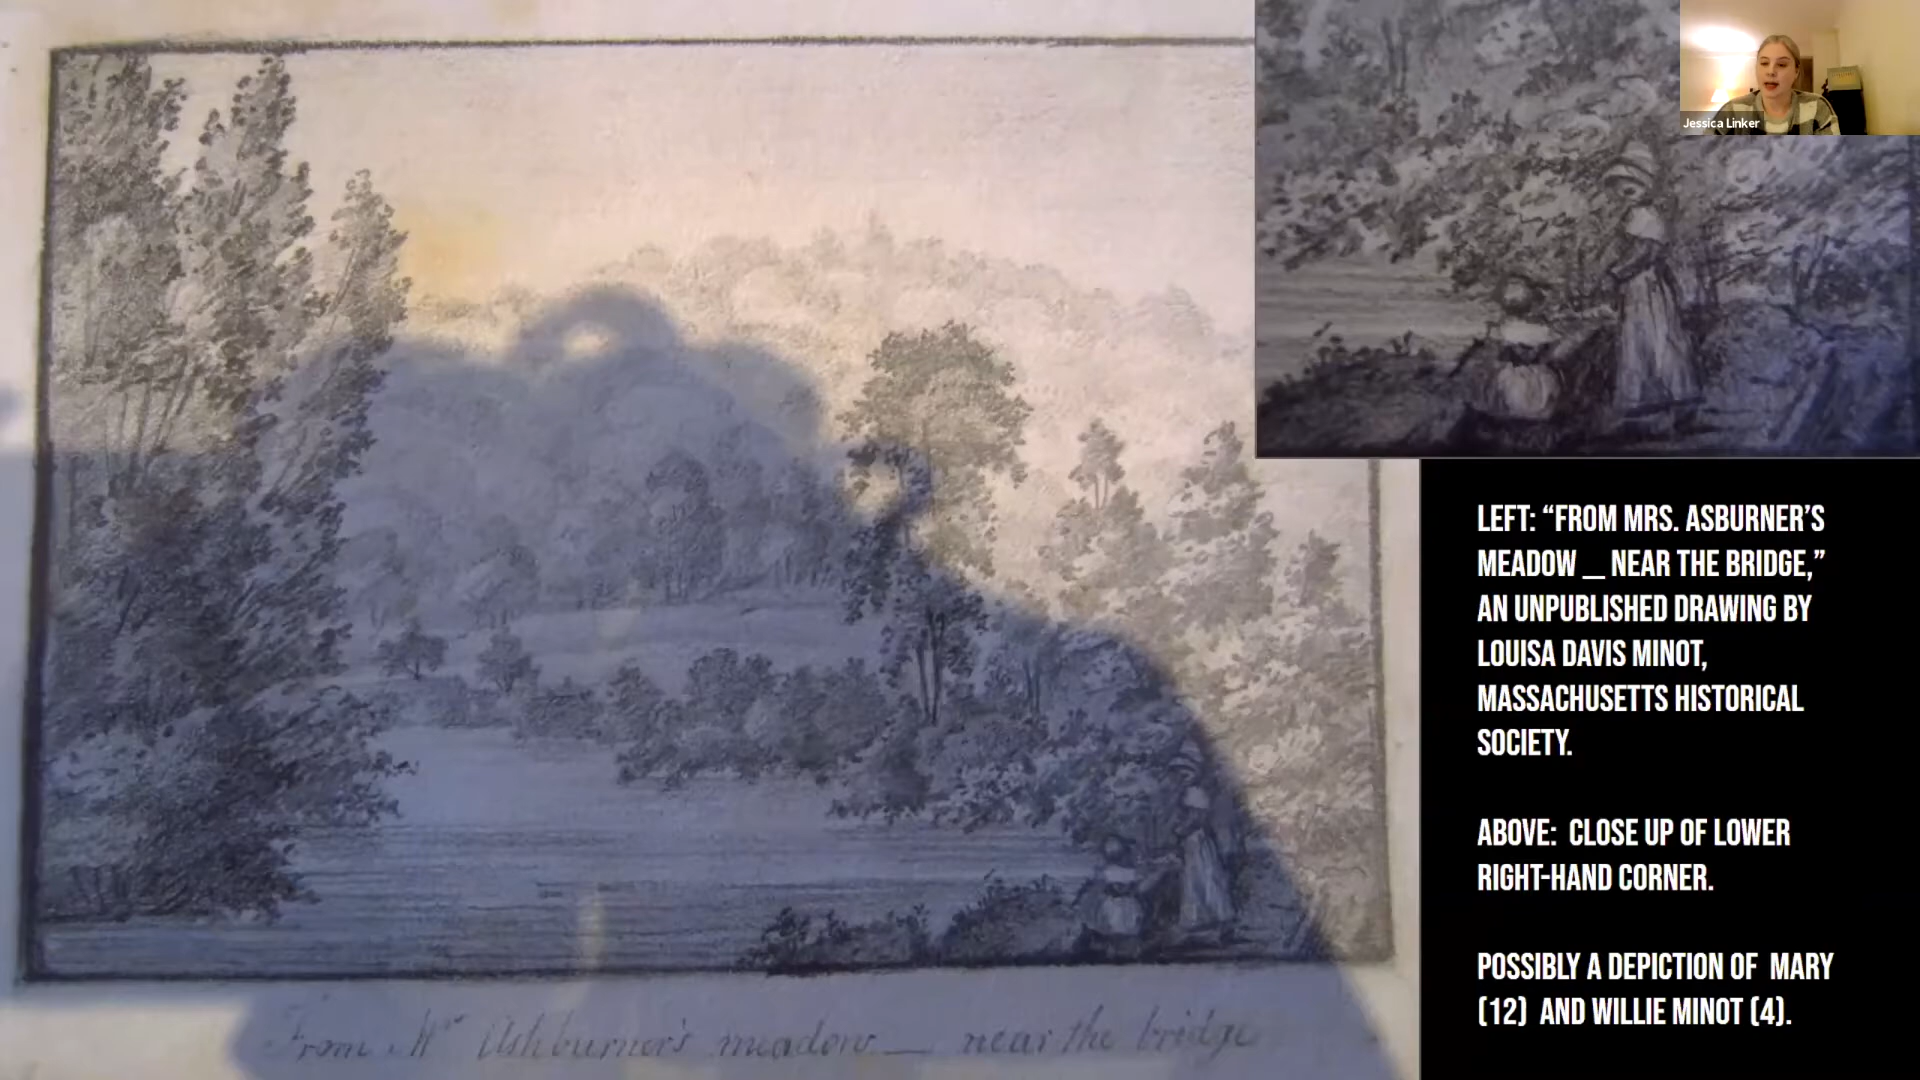 Jessica Linker
LEFT: “FROM MRS. ASBURNER’S
MEADOW _ NEAR THE BRIDGE,”
AN UNPUBLISHED DRAWING BY
LOUISA DAVIS MINOT,
MASSACHUSETTS HISTORICAL
SOCIETY.
ABOVE: CLOSE UP OF LOWER
RIGHT-HAND CORNER.
POSSIBLY A DEPICTION OF MARY
(12) AND WILLIE MINOT (4).
From Mrs Ashburner's meadow _ near the bridge